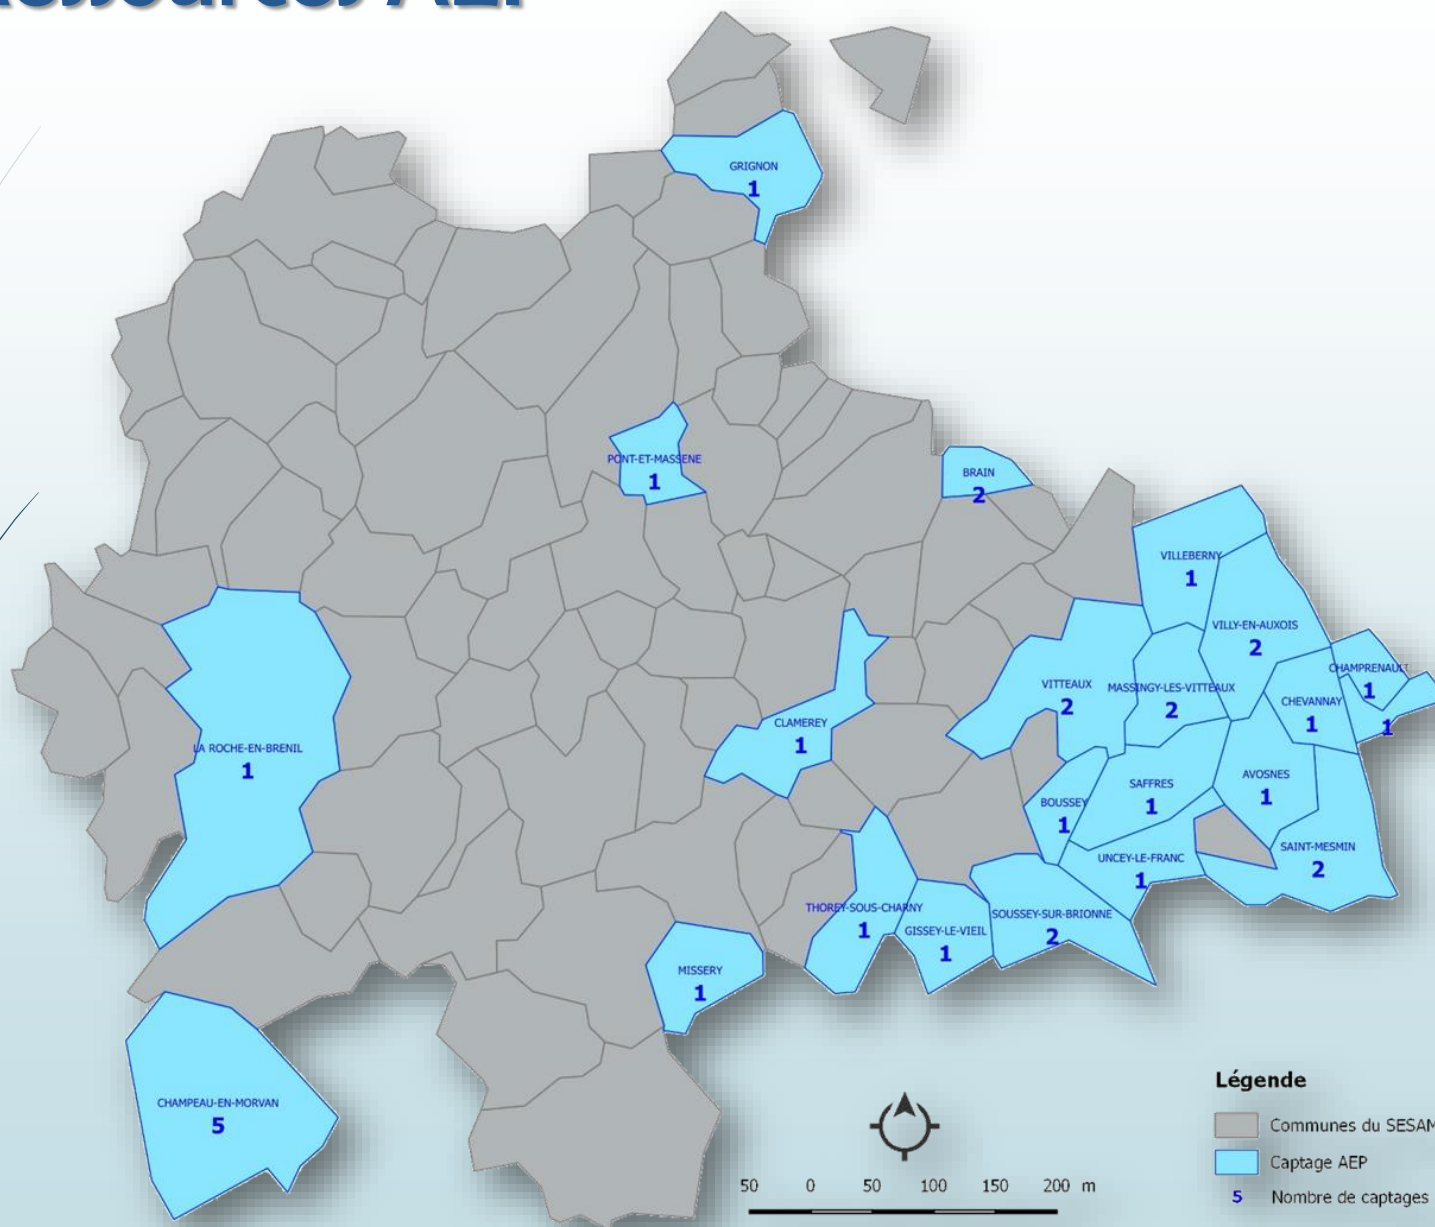 AEP
GRIGNON
1
PONT-ET-MASSENE
1
BRAIN
2
VILLEBERNY
1
VILLY-EN-AUXOIS
2
CHAMPRENAULT
1
VITTEAUX
2
MASSINGY-LES-VITTEAUX
2
CHEVANNAY
1
1
CLAMEREY
1
LA ROCHE-EN-BRENIL
1
AVOSNES
1
SAFFRES
1
BOUSSEY
1
SAINT-MESMIN
2
UNCEY-LE-FRANC
1
THOREY-SOUS-CHARNY
1
SOUSSEY-SUR-BRIONNE
2
GISSEY-LE-VIEIL
1
MISSERY
1
CHAMPEAU-EN-MORVAN
5
Légende
Communes du SESAM
Captage AEP
5 Nombre de captages
50 0 50 100 150 200 m